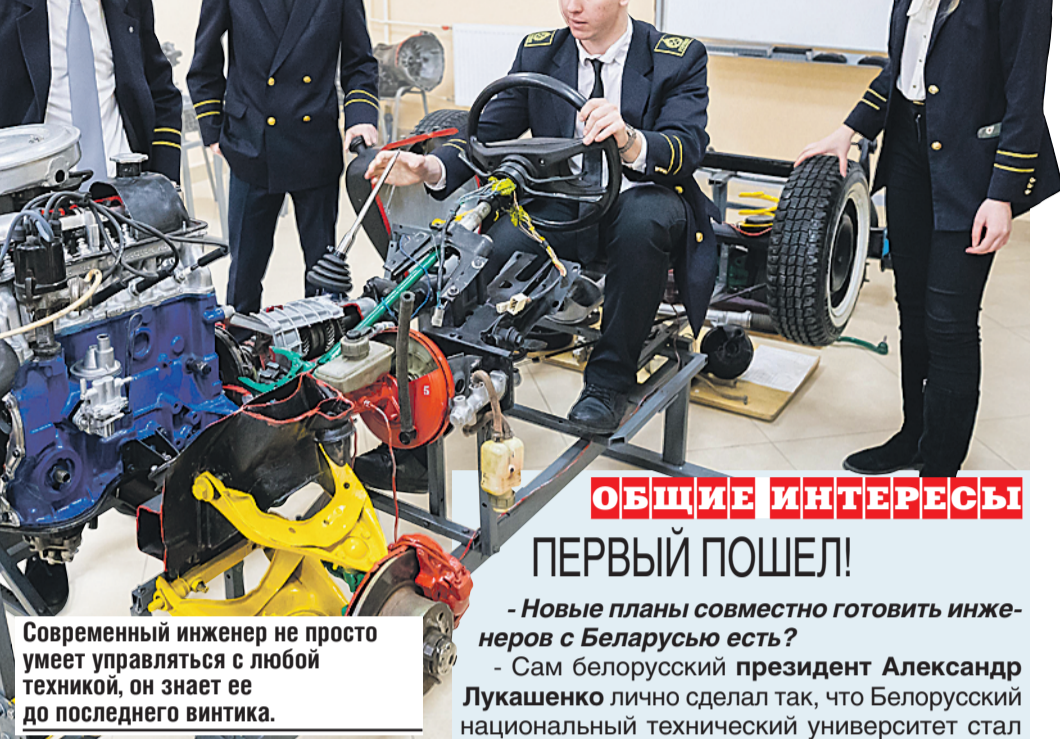 ОБЩИЕ ИНТЕРЕСЫ
ПЕРВЫЙ ПОШЕЛ!
- Новые планы совместно готовить инже-
неров с Беларусью есть?
- Сам белорусский президент Александр
Лукашенко лично сделал так, что Белорусский
национальный технический университет стал
Современный инженер не просто
умеет управляться с любой
техникой, он знает ее
до последнего винтика.
5